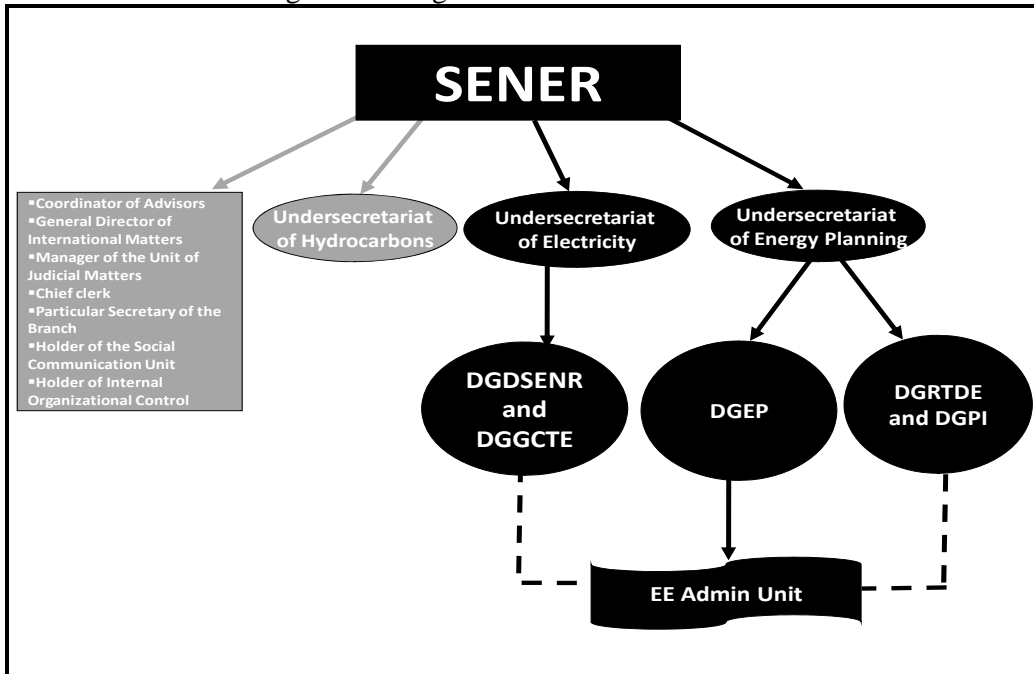 SENER
▪Coordinator of Advisors
▪General Director of
International Matters
▪Manager of the Unit of
Judicial Matters
▪Chief clerk
▪Particular Secretary of the
Branch
▪Holder of the Social
Communication Unit
▪Holder of Internal
Organizational Control
Undersecretariat
of Hydrocarbons
Undersecretariat
of Electricity
Undersecretariat
of Energy Planning
DGDSENR
and
DGGCTE
DGEP
DGRTDE
and DGPI
EE Admin Unit